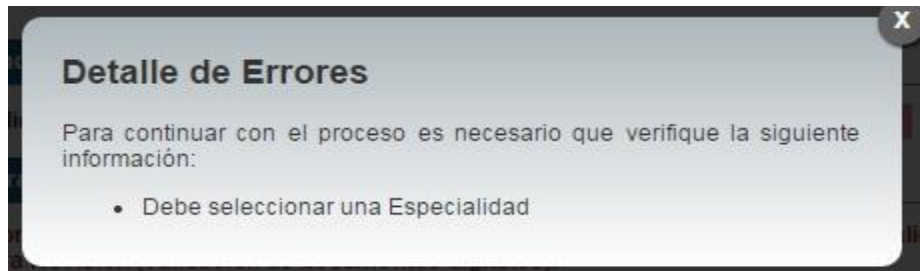 X
Detalle de Errores
Para continuar con el proceso es necesario que verifique la siguiente
información:
• Debe seleccionar una Especialidad